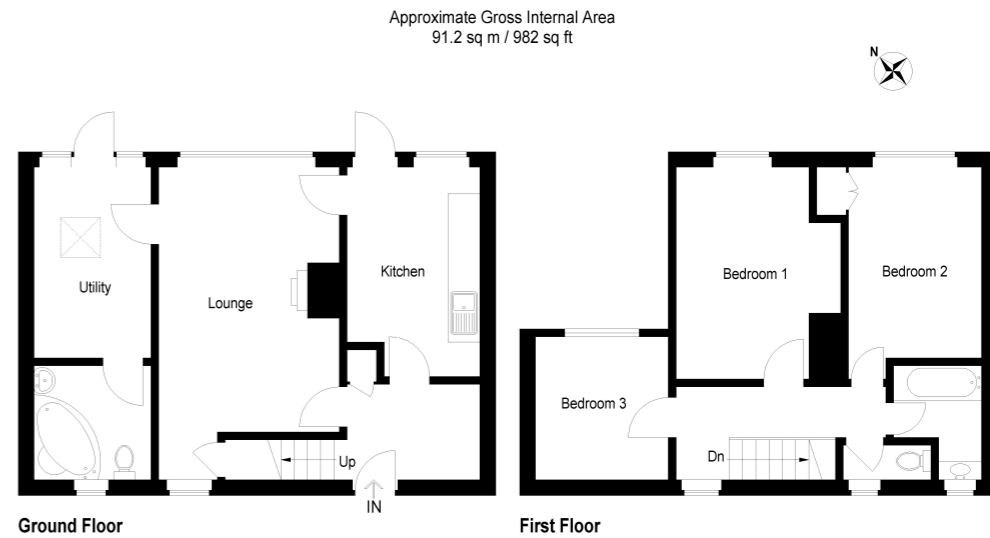 Approximate Gross Internal Area
91.2 sq m / 982 sq ft
N
Utility
Lounge
Kitchen
Up
IN
Ground Floor
Bedroom 1
Bedroom 2
Bedroom 3
Dn
First Floor